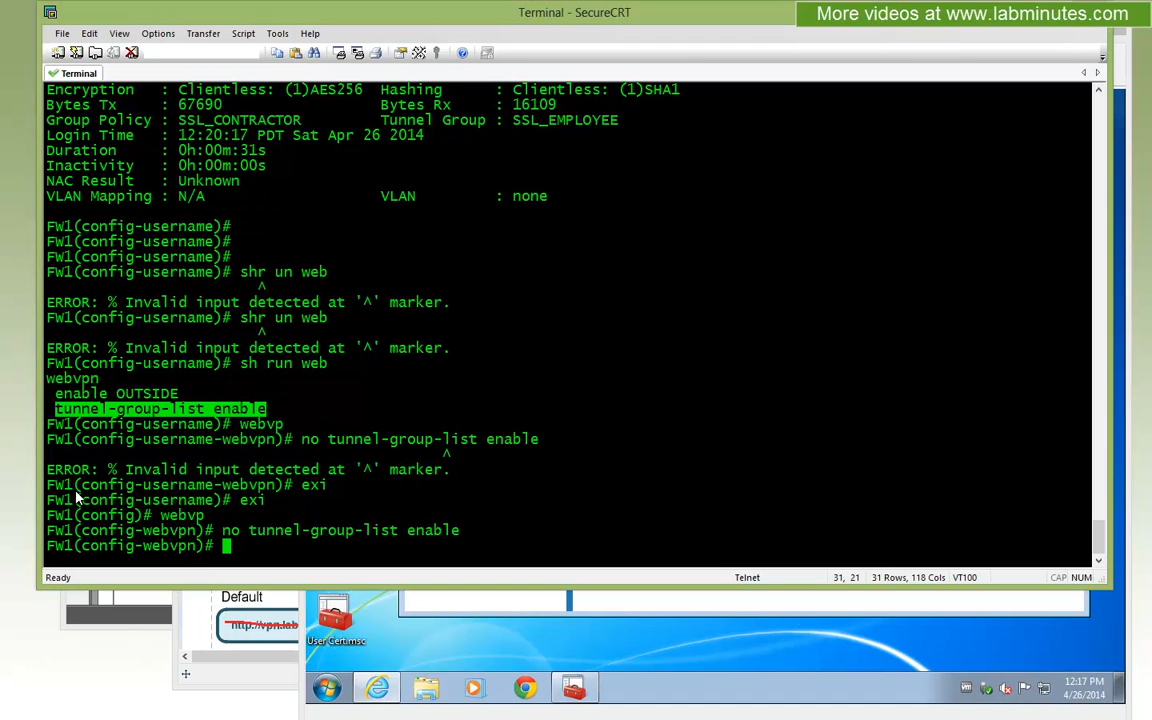 Terminal - SecureCRT
More videos at www.labminutes.com
File Edit View Options Transfer Script Tools Help
Terminal
Encryption : Clientless: (1)AES256 Hashing : Clientless: (1)SHA1
Bytes Tx : 67690 Bytes Rx : 16109
Group Policy : SSL_CONTRACTOR Tunnel Group : SSL_EMPLOYEE
Login Time : 12:20:17 PDT Sat Apr 26 2014
Duration : 0h:00m:31s
Inactivity : 0h:00m:00s
NAC Result : Unknown
VLAN Mapping : N/A VLAN : none
FW1(config-username)#
FW1(config-username)#
FW1(config-username)#
FW1(config-username)# shr un web
^
ERROR: % Invalid input detected at '^' marker.
FW1(config-username)# shr un web
^
ERROR: % Invalid input detected at '^' marker.
FW1(config-username)# sh run web
webvpn
enable OUTSIDE
tunnel-group-list enable
FW1(config-username)# webvp
FW1(config-username-webvpn)# no tunnel-group-list enable
^
ERROR: % Invalid input detected at '^' marker.
FW1(config-username-webvpn)# exi
FW1(config-username)# exi
FW1(config)# webvp
FW1(config-webvpn)# no tunnel-group-list enable
FW1(config-webvpn)#
Ready Telnet 31, 21 31 Rows, 118 Cols VT100 CAP NUM
Default
http://vpn.lab
User Cert.msc
12:17 PM
4/26/2014